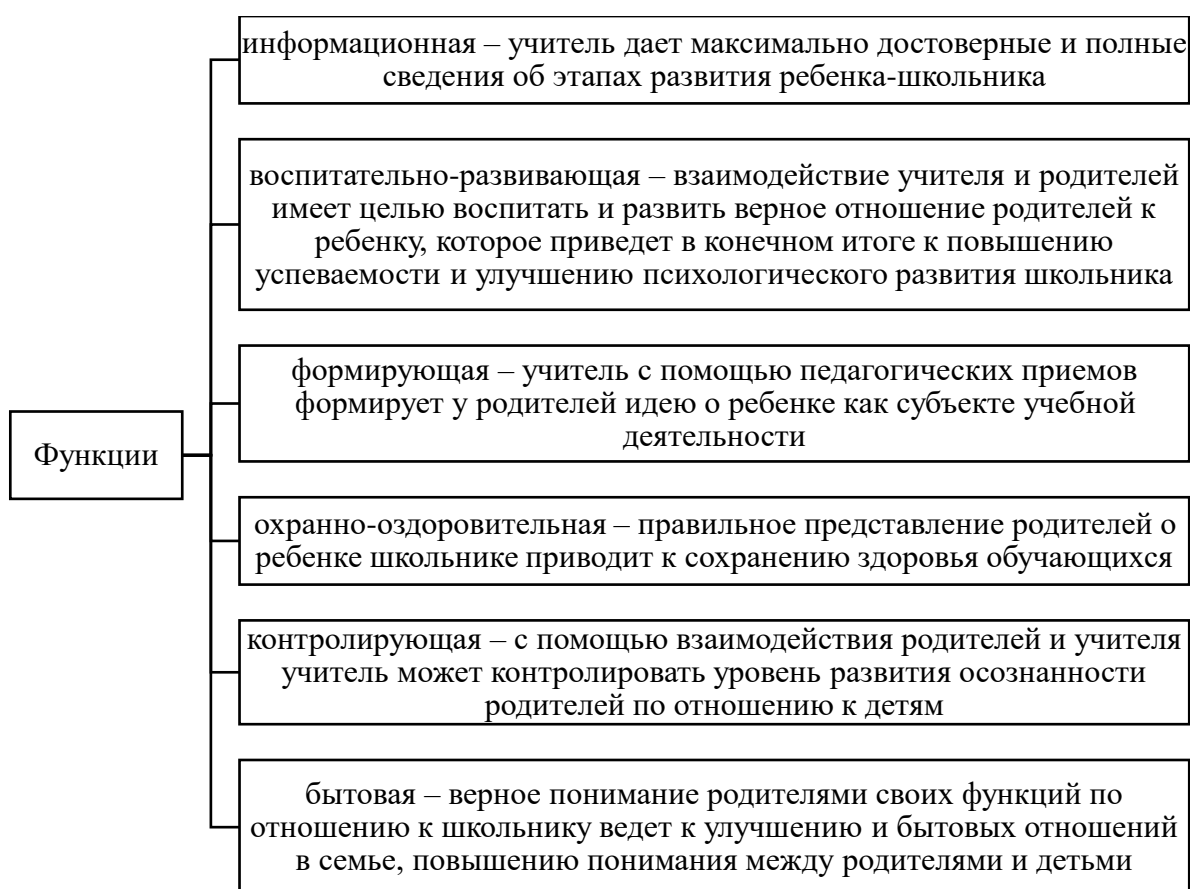 информационная – учитель дает максимально достоверные и полные
сведения об этапах развития ребенка-школьника
воспитательно-развивающая – взаимодействие учителя и родителей
имеет целью воспитать и развить верное отношение родителей к
ребенку, которое приведет в конечном итоге к повышению
успеваемости и улучшению психологического развития школьника
формирующая – учитель с помощью педагогических приемов
формирует у родителей идею о ребенке как субъекте учебной
деятельности
Функции
охранно-оздоровительная – правильное представление родителей о
ребенке школьнике приводит к сохранению здоровья обучающихся
контролирующая – с помощью взаимодействия родителей и учителя
учитель может контролировать уровень развития осознанности
родителей по отношению к детям
бытовая – верное понимание родителями своих функций по
отношению к школьнику ведет к улучшению и бытовых отношений
в семье, повышению понимания между родителями и детьми